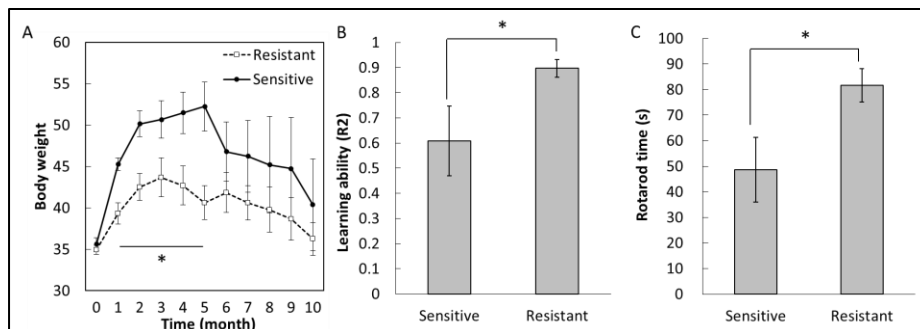 A
Body weight
60
55
50
45
40
35
30
Resistant
Sensitive
*
0 1 2 3 4 5 6 7 8 9 10
Time (month)
B
Learning ability (R2)
1
0.9
0.8
0.7
0.6
0.5
0.4
0.3
0.2
0.1
0
*
Sensitive Resistant
C
Rotarod time (s)
100
90
80
70
60
50
40
30
20
10
0
*
Sensitive Resistant